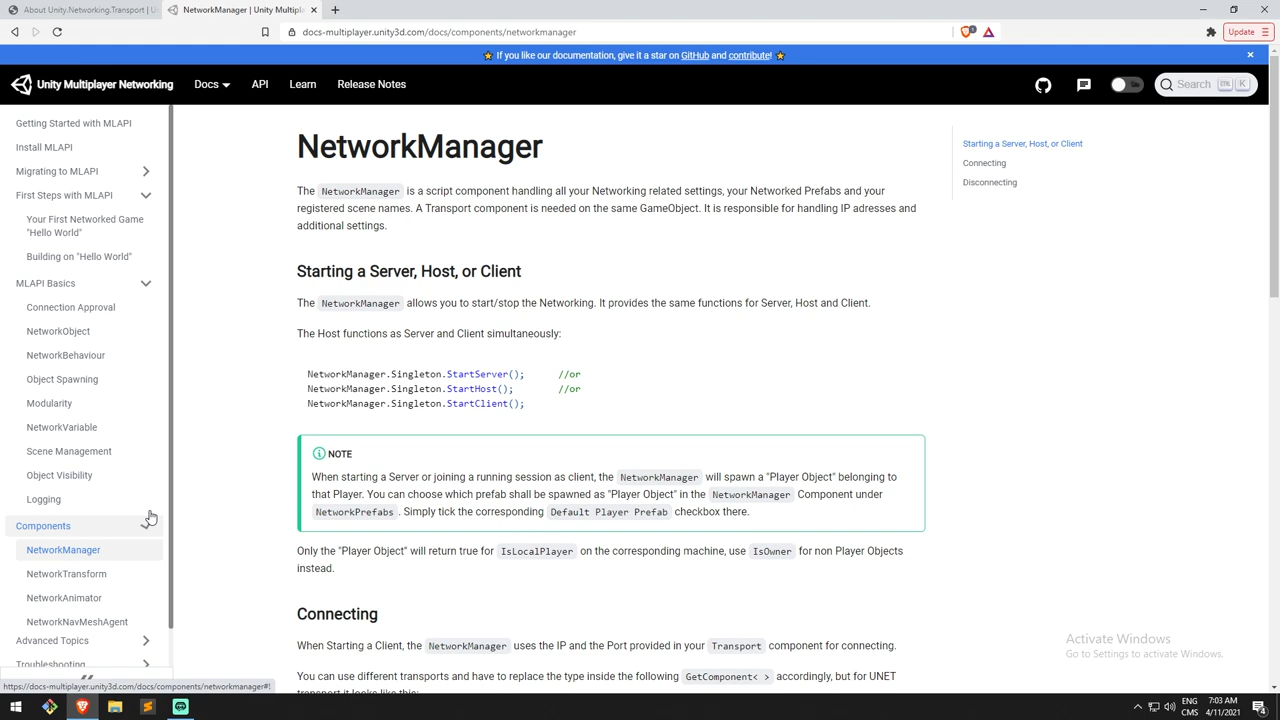 About Unity.Networking.Transport | U
NetworkManager | Unity Multipla
docs-multiplayer.unity3d.com/docs/components/networkmanager
Update
⭐ If you like our documentation, give it a star on GitHub and contribute! ⭐
Unity Multiplayer Networking
Docs
API
Learn
Release Notes
Search
CTRL K
Getting Started with MLAPI
Install MLAPI
Migrating to MLAPI
First Steps with MLAPI
Your First Networked Game
"Hello World"
Building on "Hello World"
MLAPI Basics
Connection Approval
NetworkObject
NetworkBehaviour
Object Spawning
Modularity
NetworkVariable
Scene Management
Object Visibility
Logging
Components
NetworkManager
NetworkTransform
NetworkAnimator
NetworkNavMeshAgent
Advanced Topics
Troubleshooting
https://docs-multiplayer.unity3d.com/docs/components/networkmanager#!
NetworkManager
The NetworkManager is a script component handling all your Networking related settings, your Networked Prefabs and your
registered scene names. A Transport component is needed on the same GameObject. It is responsible for handling IP adresses and
additional settings.
Starting a Server, Host, or Client
The NetworkManager allows you to start/stop the Networking. It provides the same functions for Server, Host and Client.
The Host functions as Server and Client simultaneously:
NetworkManager.Singleton.StartServer(); //or
NetworkManager.Singleton.StartHost(); //or
NetworkManager.Singleton.StartClient();
NOTE
When starting a Server or joining a running session as client, the NetworkManager will spawn a "Player Object" belonging to
that Player. You can choose which prefab shall be spawned as "Player Object" in the NetworkManager Component under
NetworkPrefabs . Simply tick the corresponding Default Player Prefab checkbox there.
Only the "Player Object" will return true for IsLocalPlayer on the corresponding machine, use IsOwner for non Player Objects
instead.
Connecting
When Starting a Client, the NetworkManager uses the IP and the Port provided in your Transport component for connecting.
You can use different transports and have to replace the type inside the following GetComponent< > accordingly, but for UNET
transport it looks like this:
Starting a Server, Host, or Client
Connecting
Disconnecting
Activate Windows
Go to Settings to activate Windows.
ENG
CMS
7:03 AM
4/11/2021
4